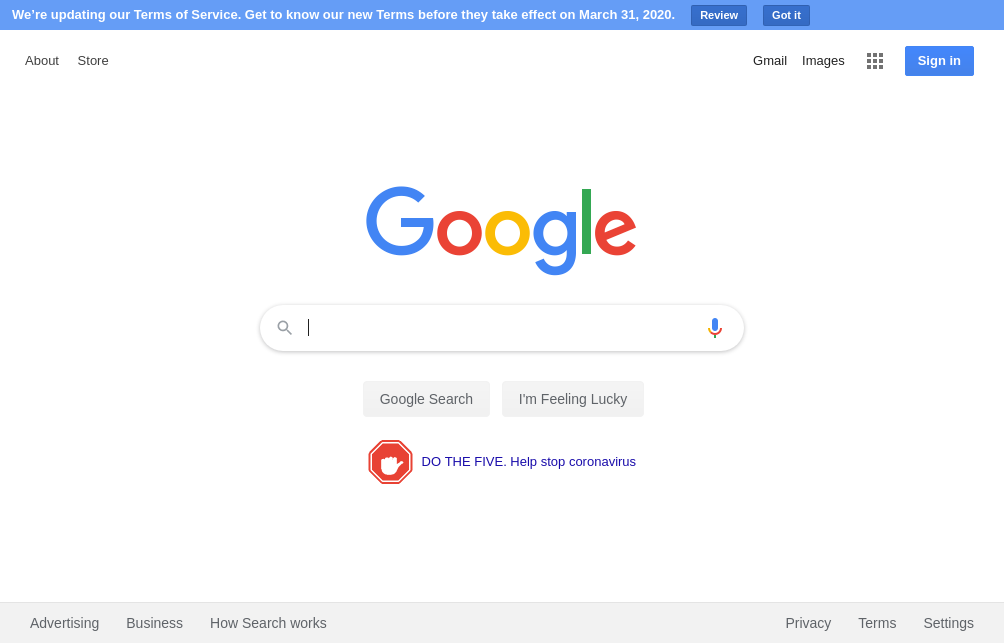 We're updating our Terms of Service. Get to know our new Terms before they take effect on March 31, 2020. Review Got it
About Store Gmail Images Sign in
Google
Google Search I'm Feeling Lucky
DO THE FIVE. Help stop coronavirus
Advertising Business How Search works Privacy Terms Settings